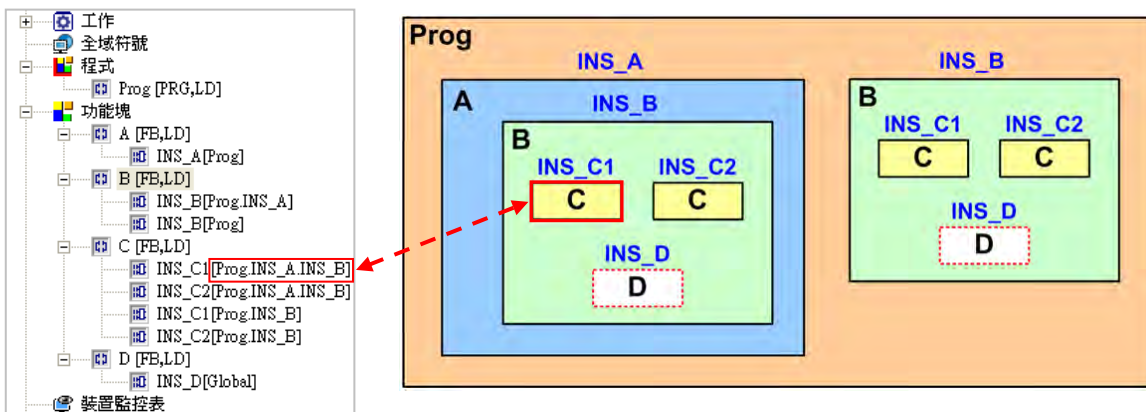 工作
全域符號
程式
Prog [PRG,LD]
功能塊
A [FB,LD]
INS_A[Prog]
B [FB,LD]
INS_B[Prog.INS_A]
INS_B[Prog]
C [FB,LD]
INS_C1[Prog.INS_A.INS_B]
INS_C2[Prog.INS_A.INS_B]
INS_C1[Prog.INS_B]
INS_C2[Prog.INS_B]
D [FB,LD]
INS_D[Global]
裝置監控表
Prog
INS_A
A
INS_B
B
INS_C1 INS_C2
C C
INS_D
D
INS_B
B
INS_C1 INS_C2
C C
INS_D
D